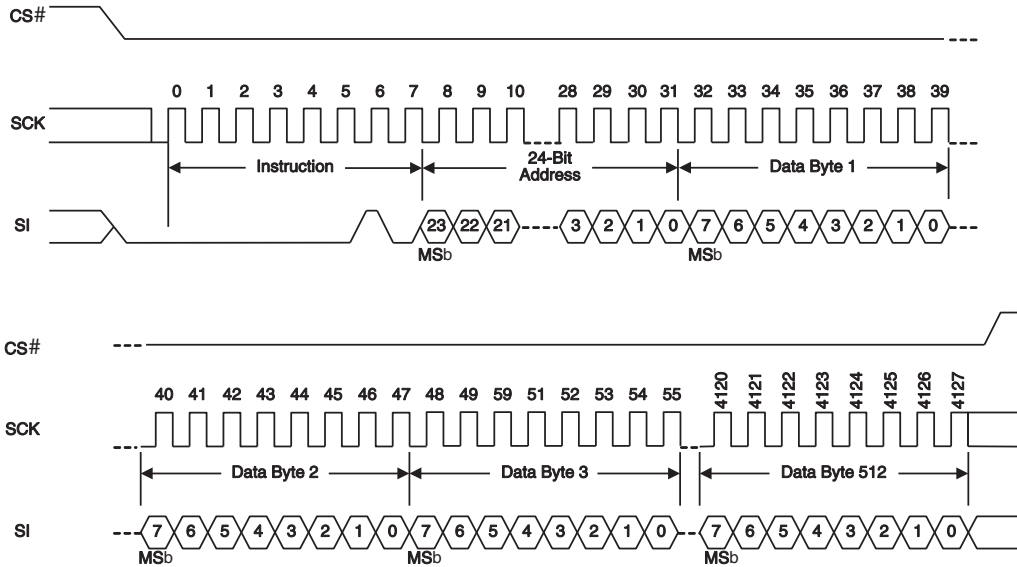 CS#
0 1 2 3 4 5 6 7 8 9 10 28 29 30 31 32 33 34 35 36 37 38 39
SCK
Instruction 24-Bit Address Data Byte 1
SI 23 22 21 3 2 1 0 7 6 5 4 3 2 1 0
MSb MSb
CS#
40 41 42 43 44 45 46 47 48 49 59 51 52 53 54 55 4120 4121 4122 4123 4124 4125 4126 4127
SCK
Data Byte 2 Data Byte 3 Data Byte 512
SI 7 6 5 4 3 2 1 0 7 6 5 4 3 2 1 0 7 6 5 4 3 2 1 0
MSb MSb MSb